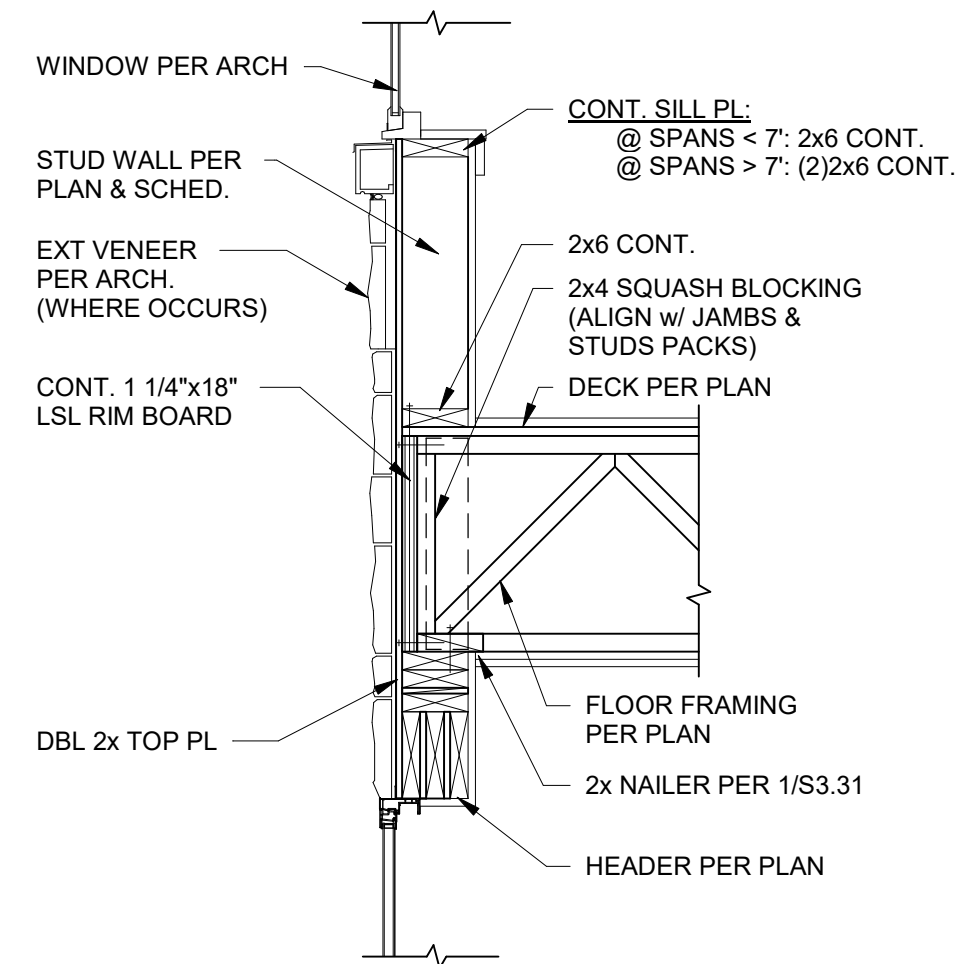 WINDOW PER ARCH
STUD WALL PER
PLAN & SCHED.
EXT VENEER
PER ARCH.
(WHERE OCCURS)
CONT. 1 1/4"x18"
LSL RIM BOARD
DBL 2x TOP PL
CONT. SILL PL:
@ SPANS < 7': 2x6 CONT.
@ SPANS > 7': (2)2x6 CONT.
2x6 CONT.
2x4 SQUASH BLOCKING
(ALIGN w/ JAMBS &
STUDS PACKS)
DECK PER PLAN
FLOOR FRAMING
PER PLAN
2x NAILER PER 1/S3.31
HEADER PER PLAN